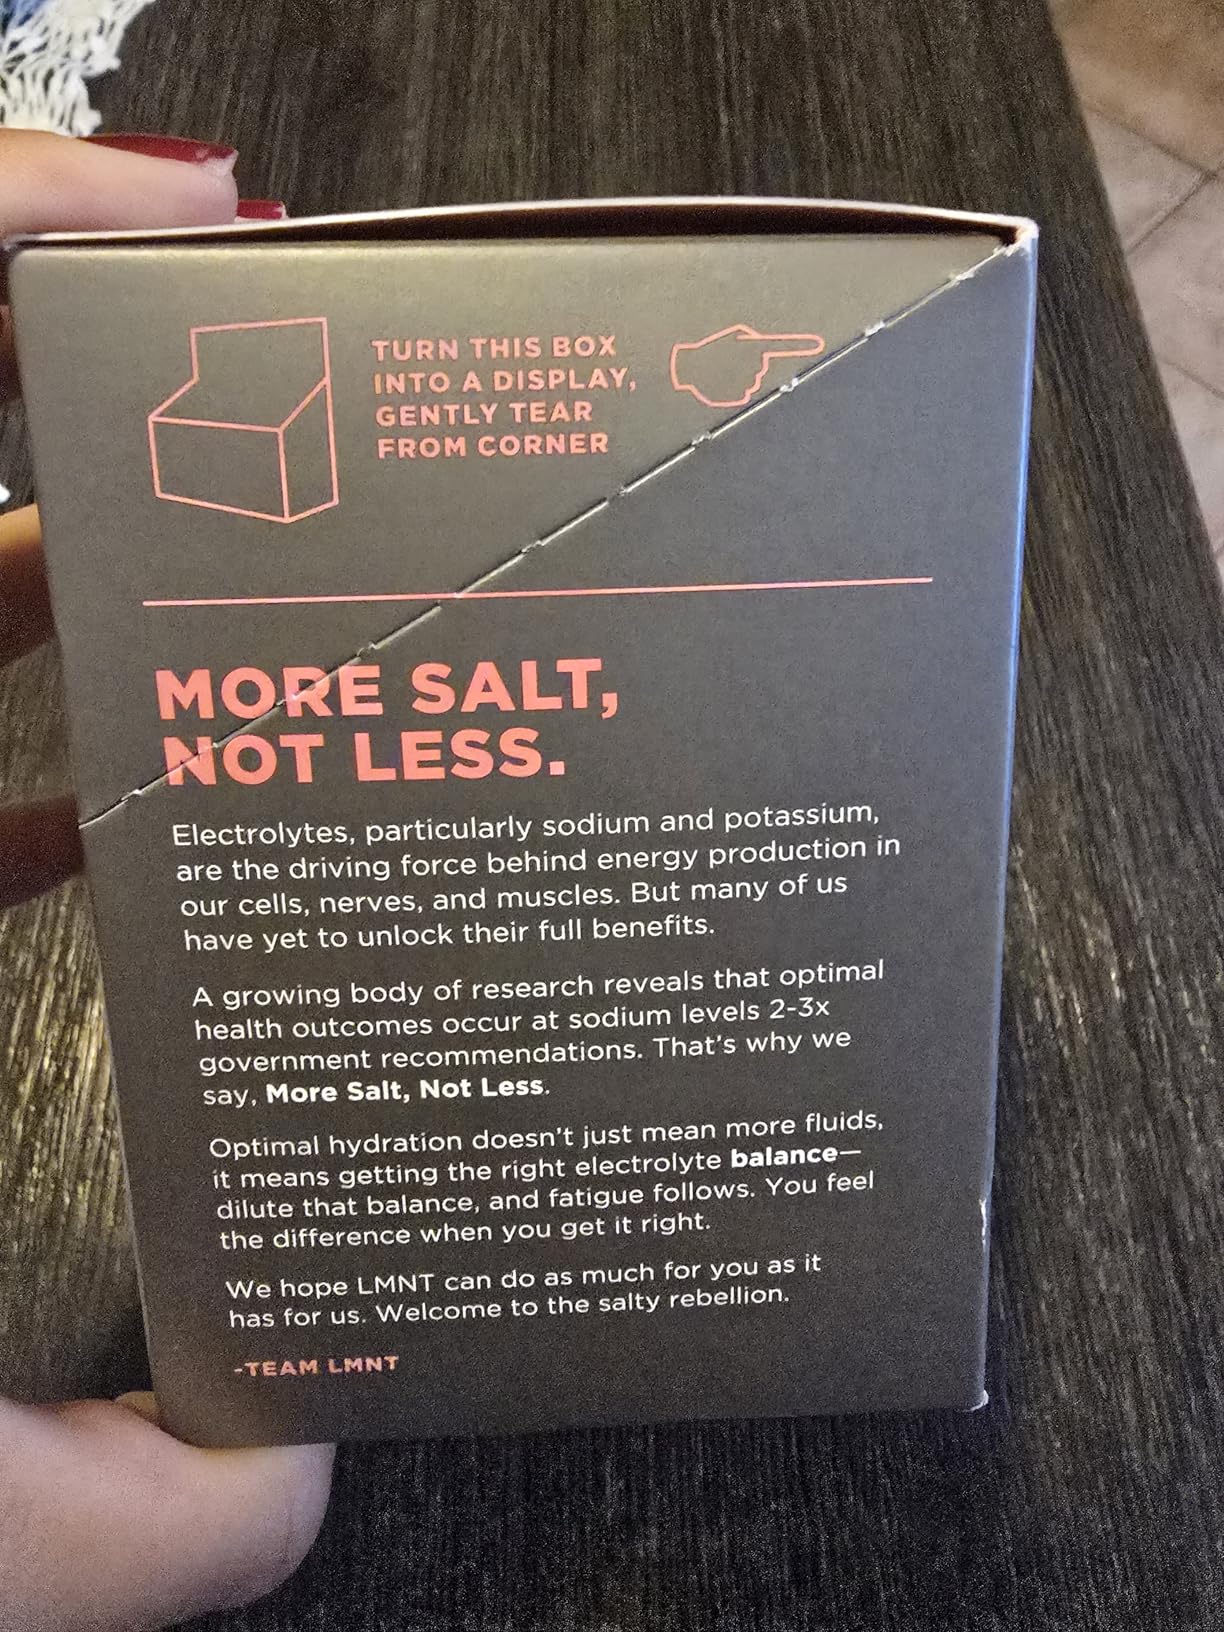 TURN THIS BOX
INTO A DISPLAY,
GENTLY TEAR
FROM CORNER
MORE SALT,
NOT LESS.
Electrolytes, particularly sodium and potassium,
are the driving force behind energy production in
our cells, nerves, and muscles. But many of us
have yet to unlock their full benefits.
A growing body of research reveals that optimal
health outcomes occur at sodium levels 2-3x
government recommendations. That's why we
say, More Salt, Not Less.
Optimal hydration doesn't just mean more fluids,
it means getting the right electrolyte balance—
dilute that balance, and fatigue follows. You feel
the difference when you get it right.
We hope LMNT can do as much for you as it
has for us. Welcome to the salty rebellion.
-TEAM LMNT